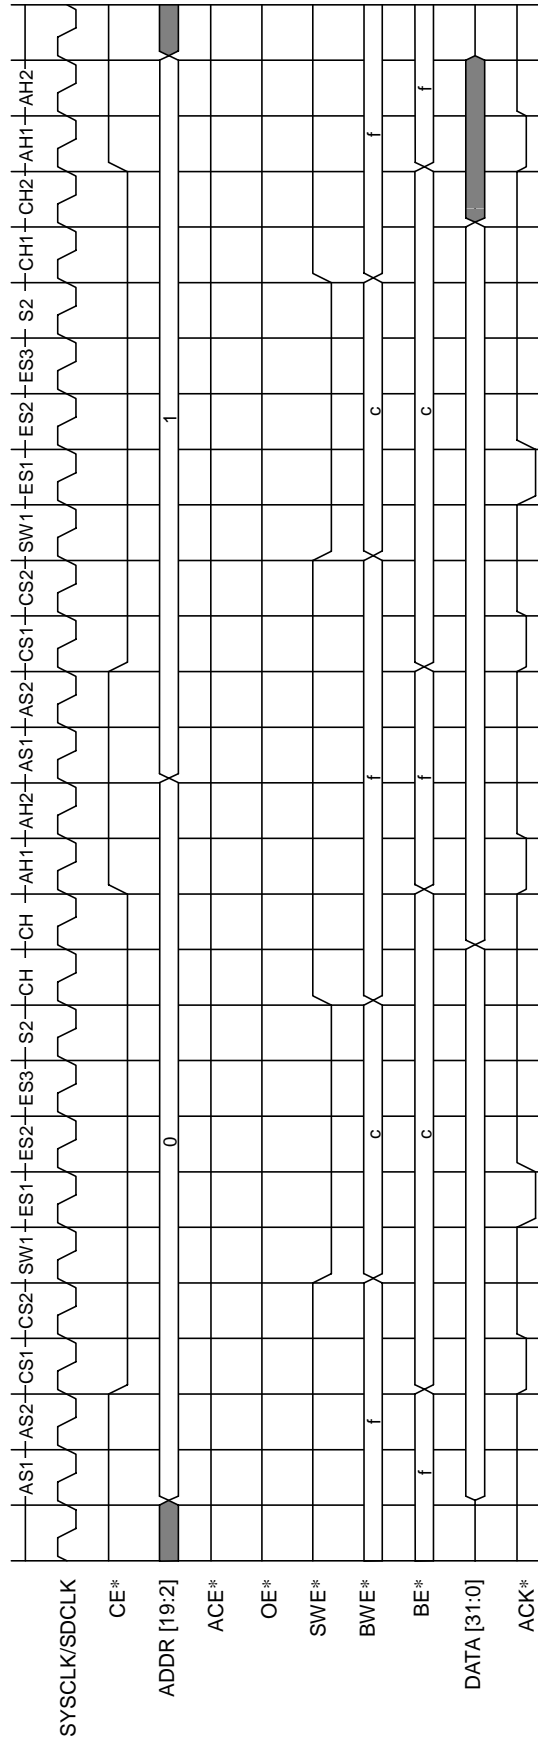 AS1 AS2 CS1 CS2 SW1 ES1 ES2 ES3 S2 CH CH AH1 AH2 AS1 AS2 CS1 CS2 SW1 ES1 ES2 ES3 S2 CH1 CH2 AH1 AH2
SYSCLK/SDCLK
CE*
ADDR [19:2] 0 1
ACE*
OE*
SWE*
BWE* f c f c f
BE* f c f c f
DATA [31:0]
ACK*